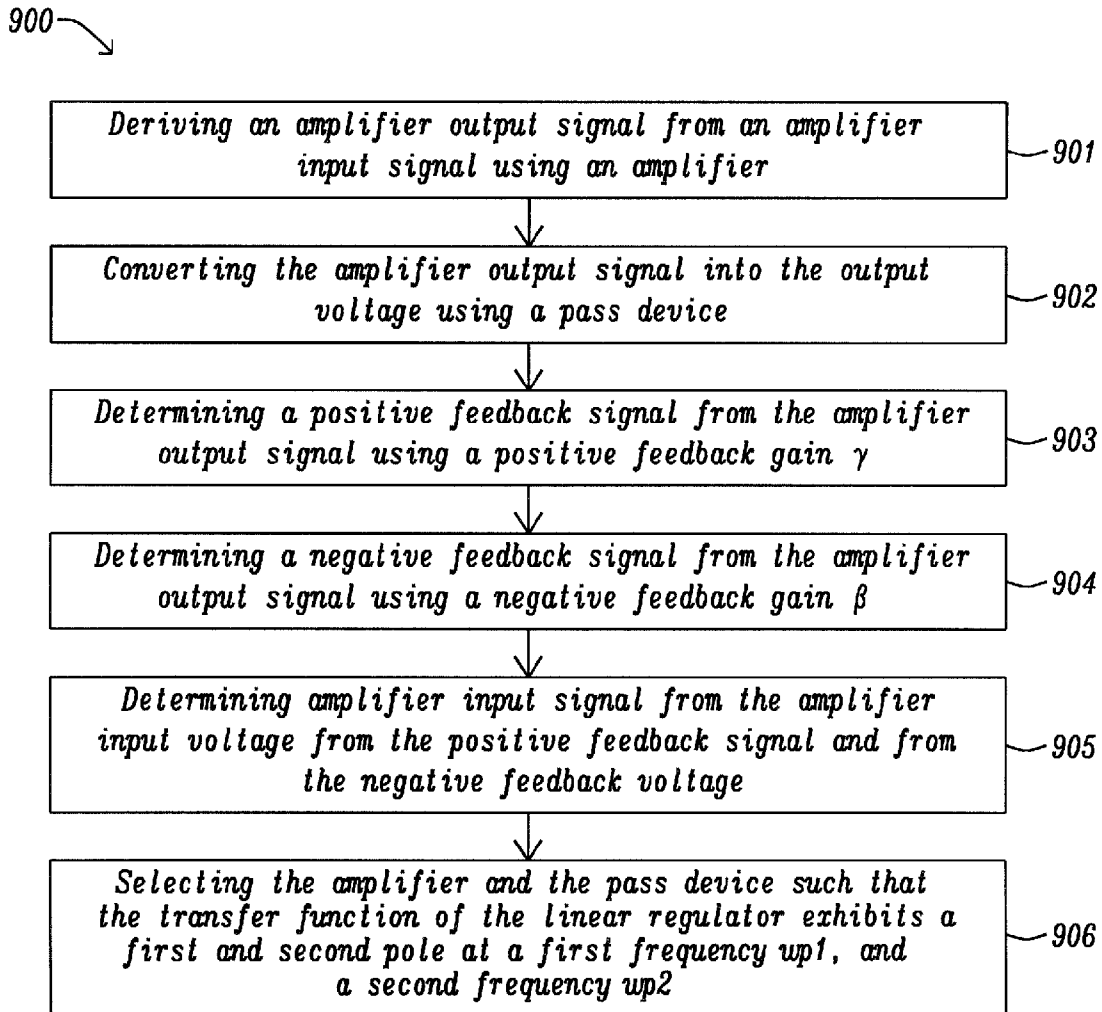 900
Deriving an amplifier output signal from an amplifier
input signal using an amplifier
901
Converting the amplifier output signal into the output
voltage using a pass device
902
Determining a positive feedback signal from the amplifier
output signal using a positive feedback gain γ
903
Determining a negative feedback signal from the amplifier
output signal using a negative feedback gain β
904
Determining amplifier input signal from the amplifier
input voltage from the positive feedback signal and from
the negative feedback voltage
905
Selecting the amplifier and the pass device such that
the transfer function of the linear regulator exhibits a
first and second pole at a first frequency wp1, and
a second frequency wp2
906